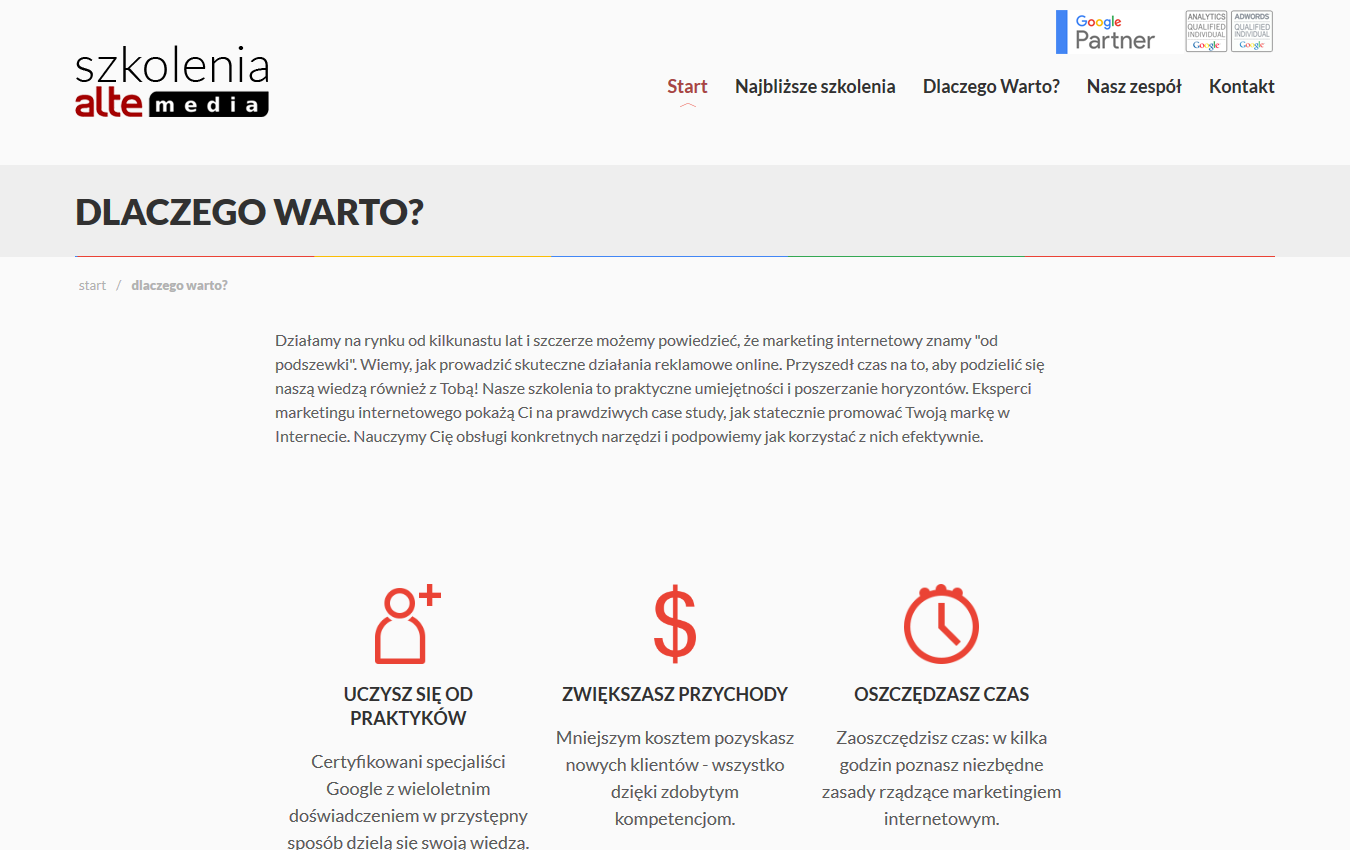 Google
Partner
ANALYTICS
QUALIFIED
INDIVIDUAL
Google
ADWORDS
QUALIFIED
INDIVIDUAL
Google
szkolenia
alte media
Start
Najbliższe szkolenia
Dlaczego Warto?
Nasz zespół
Kontakt
DLACZEGO WARTO?
start / dlaczego warto?
Działamy na rynku od kilkunastu lat i szczerze możemy powiedzieć, że marketing internetowy znamy "od
podszewki". Wiemy, jak prowadzić skuteczne działania reklamowe online. Przyszedł czas na to, aby podzielić się
naszą wiedzą również z Tobą! Nasze szkolenia to praktyczne umiejętności i poszerzanie horyzontów. Eksperci
marketingu internetowego pokażą Ci na prawdziwych case study, jak statecznie promować Twoją markę w
Internecie. Nauczymy Cię obsługi konkretnych narzędzi i podpowiemy jak korzystać z nich efektywnie.
UCZYSZ SIĘ OD
PRAKTYKÓW
Certyfikowani specjaliści
Google z wieloletnim
doświadczeniem w przystępny
sposób dzielą się swoją wiedzą.
$
ZWIĘKSZASZ PRZYCHODY
Mniejszym kosztem pozyskasz
nowych klientów - wszystko
dzięki zdobytym
kompetencjom.
OSZCZĘDZASZ CZAS
Zaoszczędzisz czas: w kilka
godzin poznasz niezbędne
zasady rządzące marketingiem
internetowym.